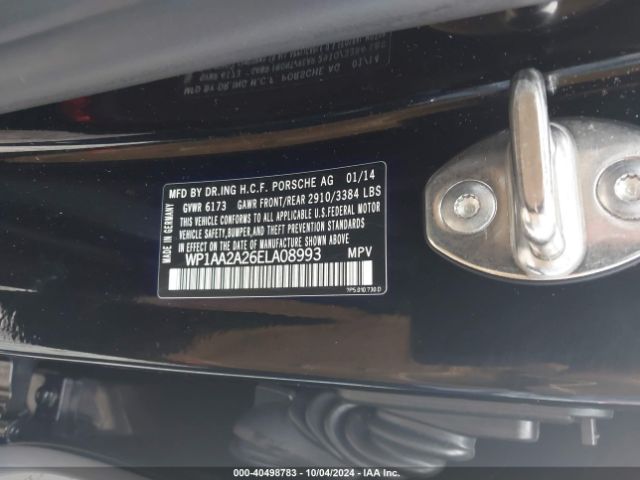 MFD BY DR.ING H.C.F. PORSCHE AG 01/14
GVWR 6173 GAWR FRONT/REAR 2910/3384 LBS
THIS VEHICLE CONFORMS TO ALL APPLICABLE U.S.FEDERAL MOTOR
VEHICLE SAFETY,BUMPER,AND THEFT PREVENTION STANDARDS
IN EFFECT ON THE DATE OF MANUFACTURE SHOWN ABOVE.
WP1AA2A26ELA08993 MPV
7P5.010.730.D
MADE IN GERMANY
000-40498783 - 10/04/2024 - IAA Inc.